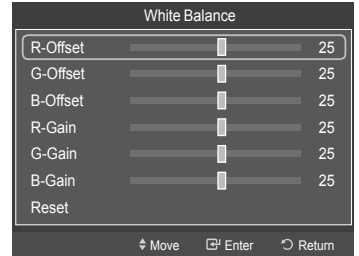 White Balance
R-Offset 25
G-Offset 25
B-Offset 25
R-Gain 25
G-Gain 25
B-Gain 25
Reset
Move Enter Return